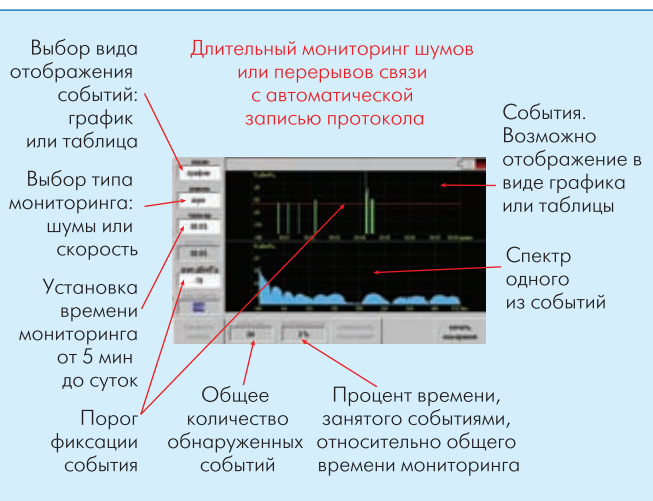 Длительный мониторинг шумов
или перерывов связи
с автоматической
записью протокола
Выбор вида
отображения
событий:
график
или таблица
Выбор типа
мониторинга:
шумы или
скорость
Установка
времени
мониторинга
от 5 мин
до суток
Порог
фиксации
события
Общее
количество
обнаруженных
событий
Процент времени,
занятого событиями,
относительно общего
времени мониторинга
События.
Возможно
отображение в
виде графика
или таблицы
Спектр
одного
из событий